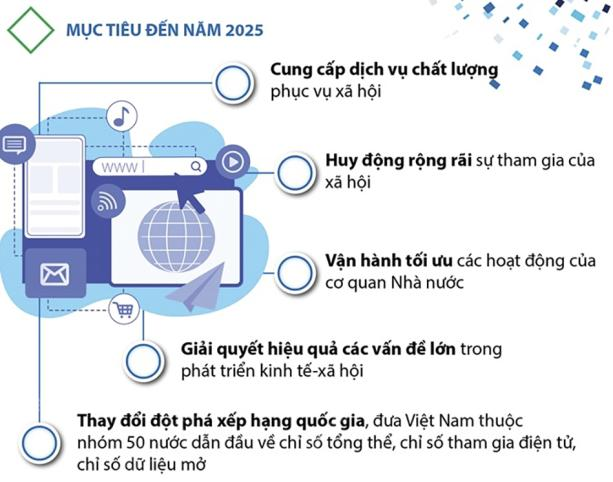 MỤC TIÊU ĐẾN NĂM 2025
Cung cấp dịch vụ chất lượng
phục vụ xã hội
WWW
Huy động rộng rãi sự tham gia của
xã hội
Vận hành tối ưu các hoạt động của
cơ quan Nhà nước
Giải quyết hiệu quả các vấn đề lớn trong
phát triển kinh tế-xã hội
Thay đổi đột phá xếp hạng quốc gia, đưa Việt Nam thuộc
nhóm 50 nước dẫn đầu về chỉ số tổng thể, chỉ số tham gia điện tử,
chỉ số dữ liệu mở